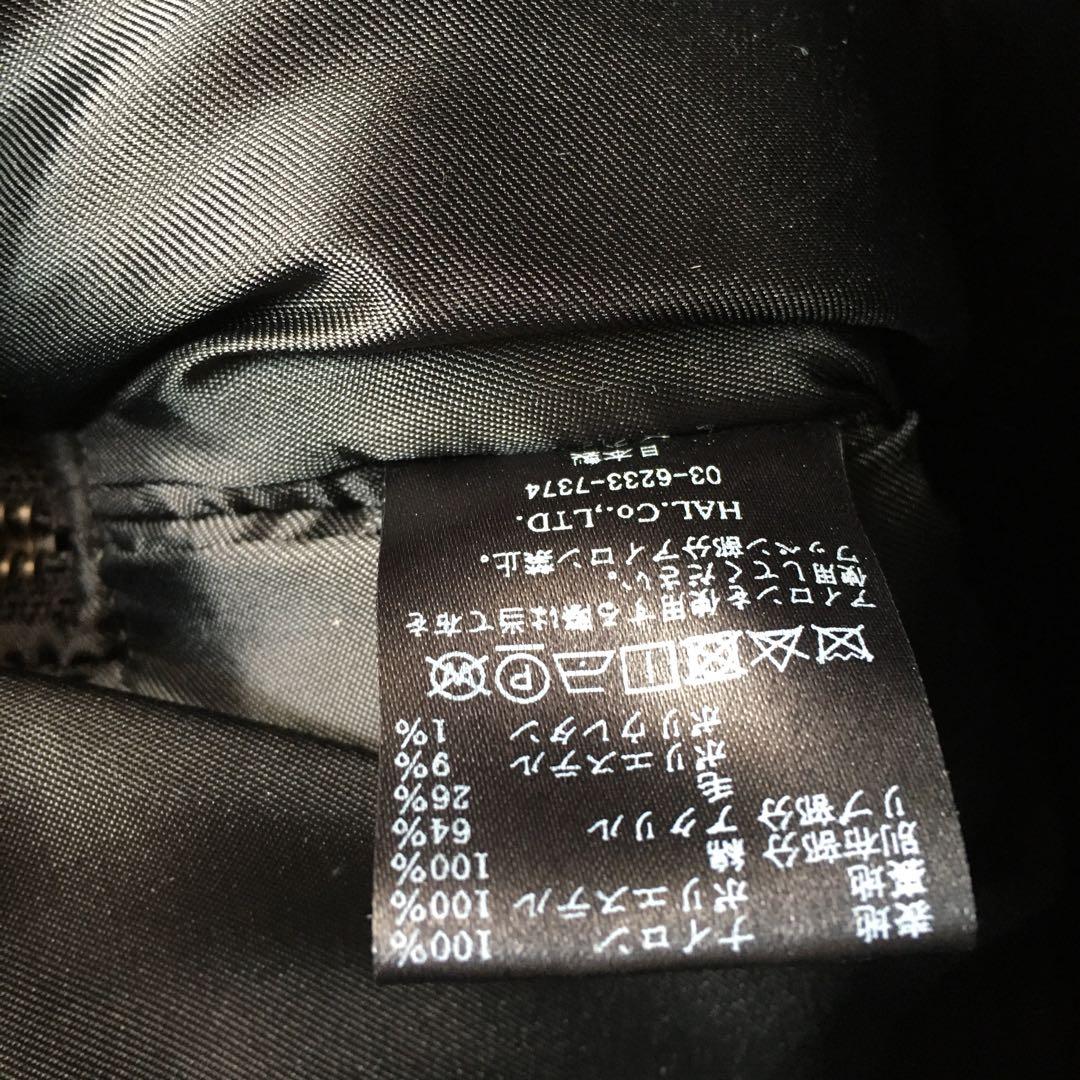 表地 ナイロン 100%
裏地 ポリエステル 100%
別布部分 綿 100%
リブ部分 アクリル 64%
毛 26%
ポリエステル 9%
ポリウレタン 1%
アイロンを使用する際は当て布を
使用してください。
ワッペン部分アイロン禁止。
HAL.Co.,LTD.
03-6233-7374
日本製